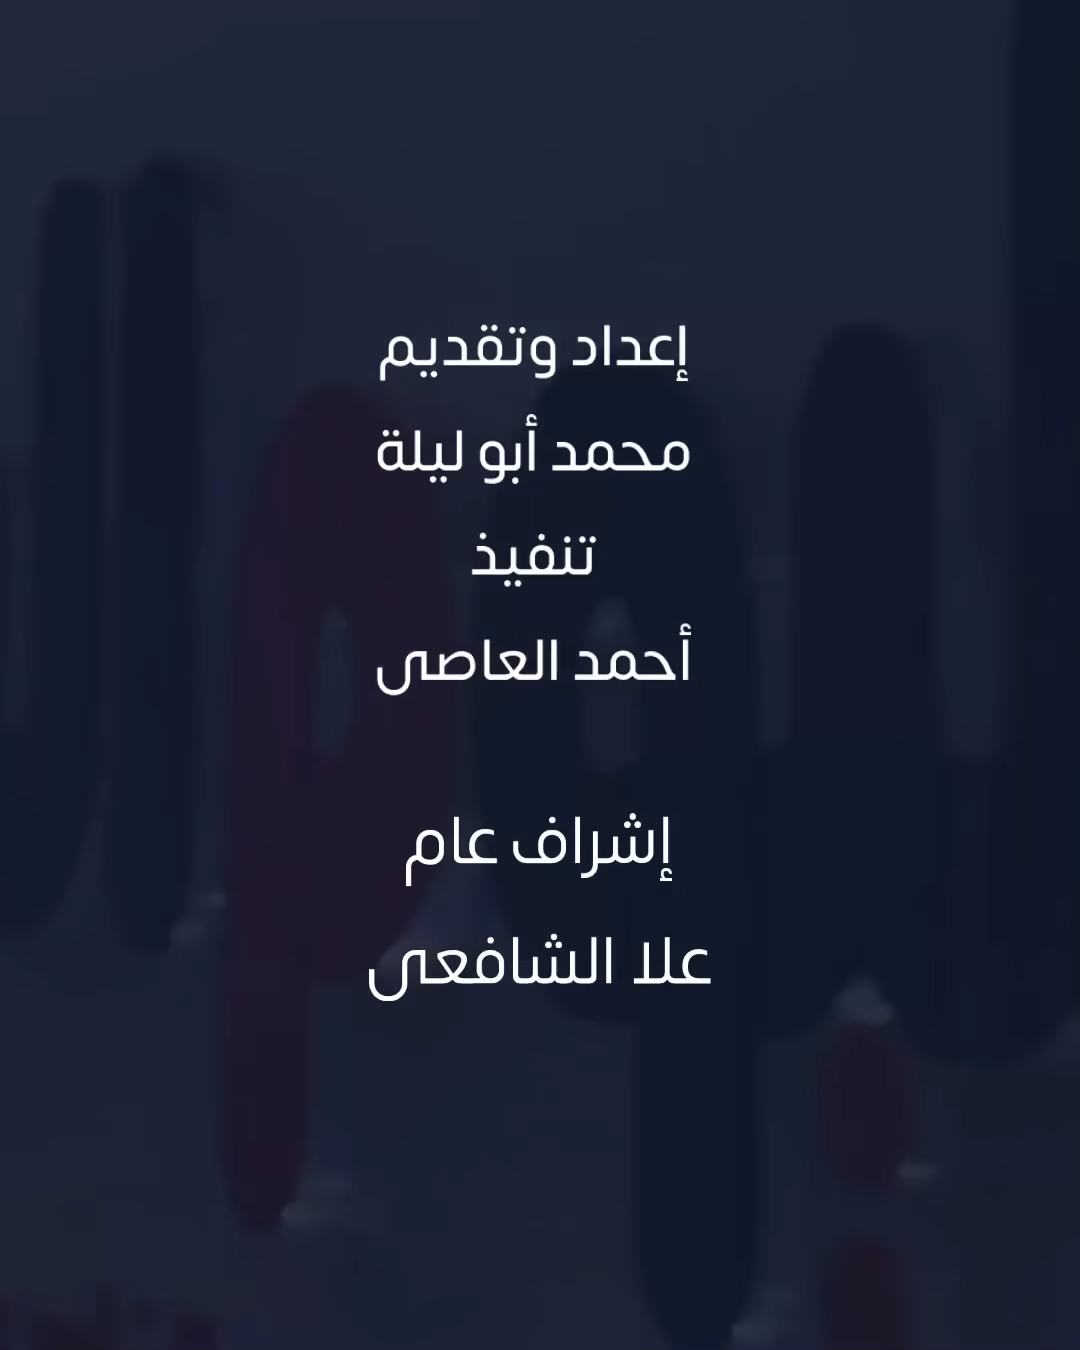 إعداد وتقديم
محمد أبو ليلة
تنفيذ
أحمد العاصى
إشراف عام
علا الشافعى